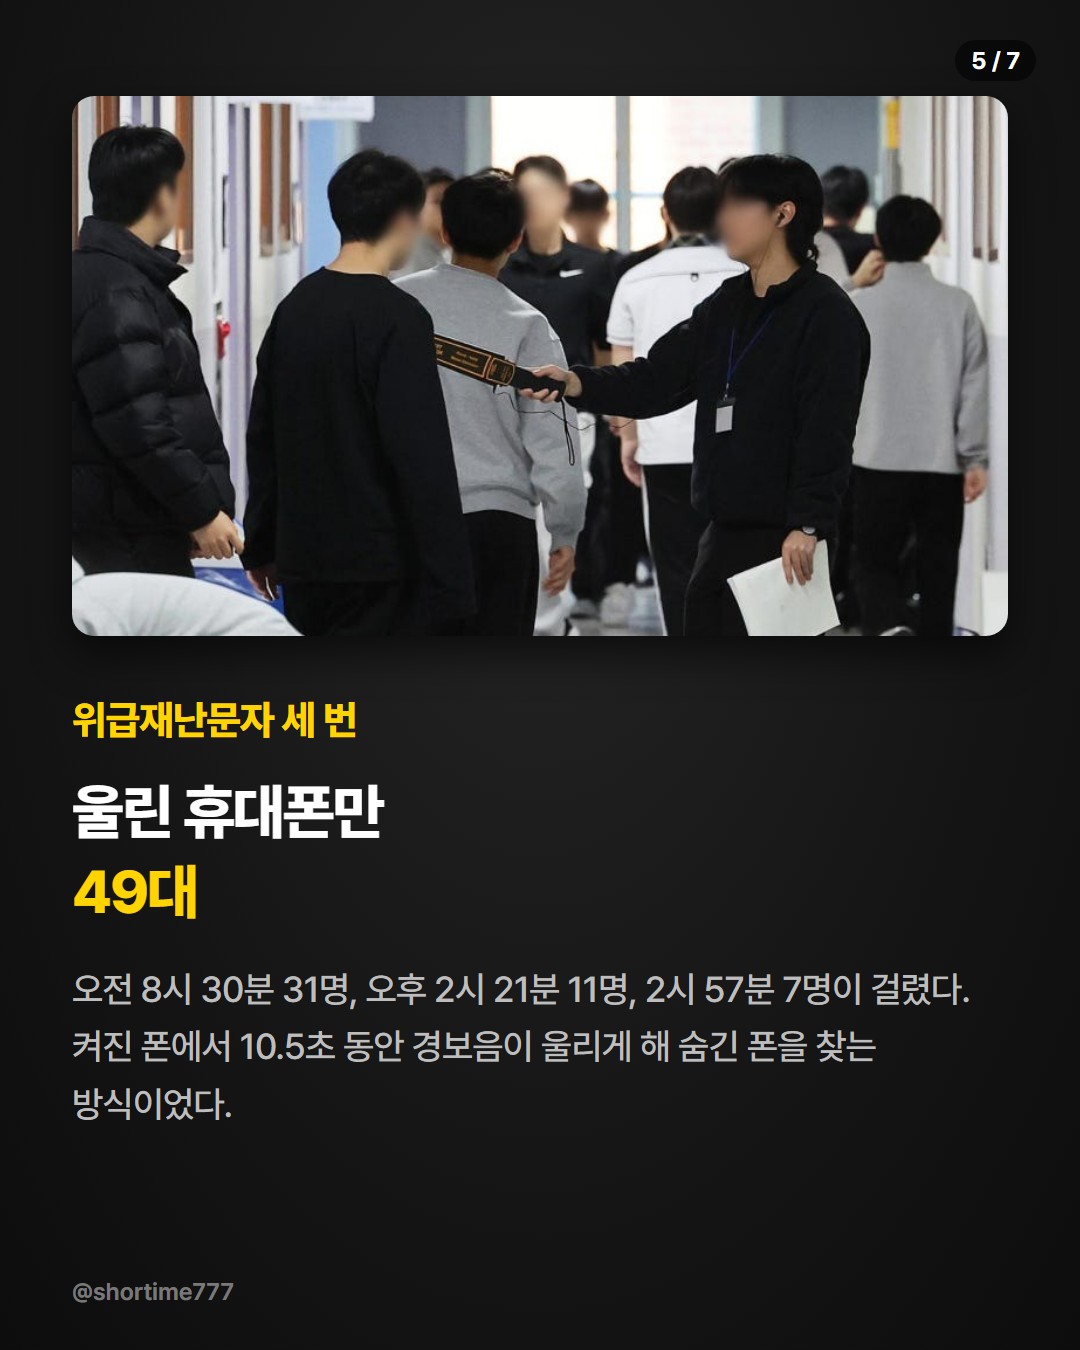 5 / 7
위급재난문자 세 번
울린 휴대폰만
49대
오전 8시 30분 31명, 오후 2시 21분 11명, 2시 57분 7명이 걸렸다.
켜진 폰에서 10.5초 동안 경보음이 울리게 해 숨긴 폰을 찾는
방식이었다.
@shortime777